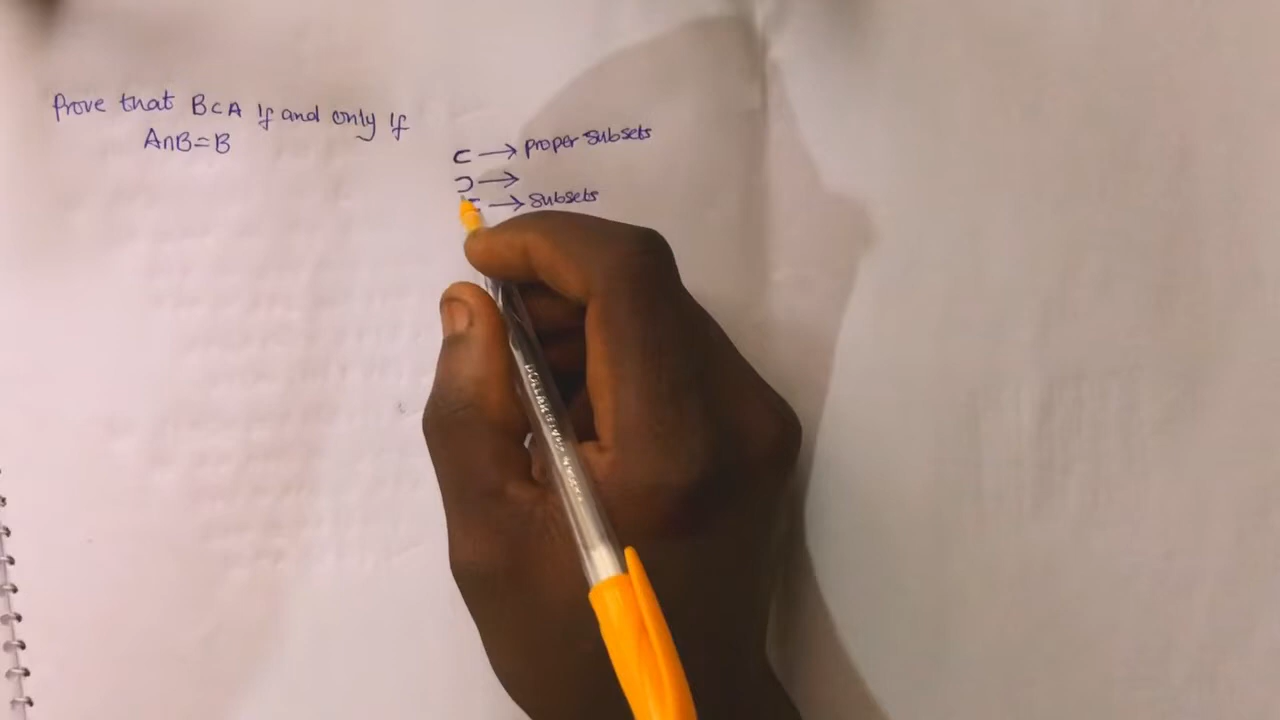 Prove that B⊂A if and only if
A∩B=B
⊂ → proper subsets
⊃ →
→ subsets